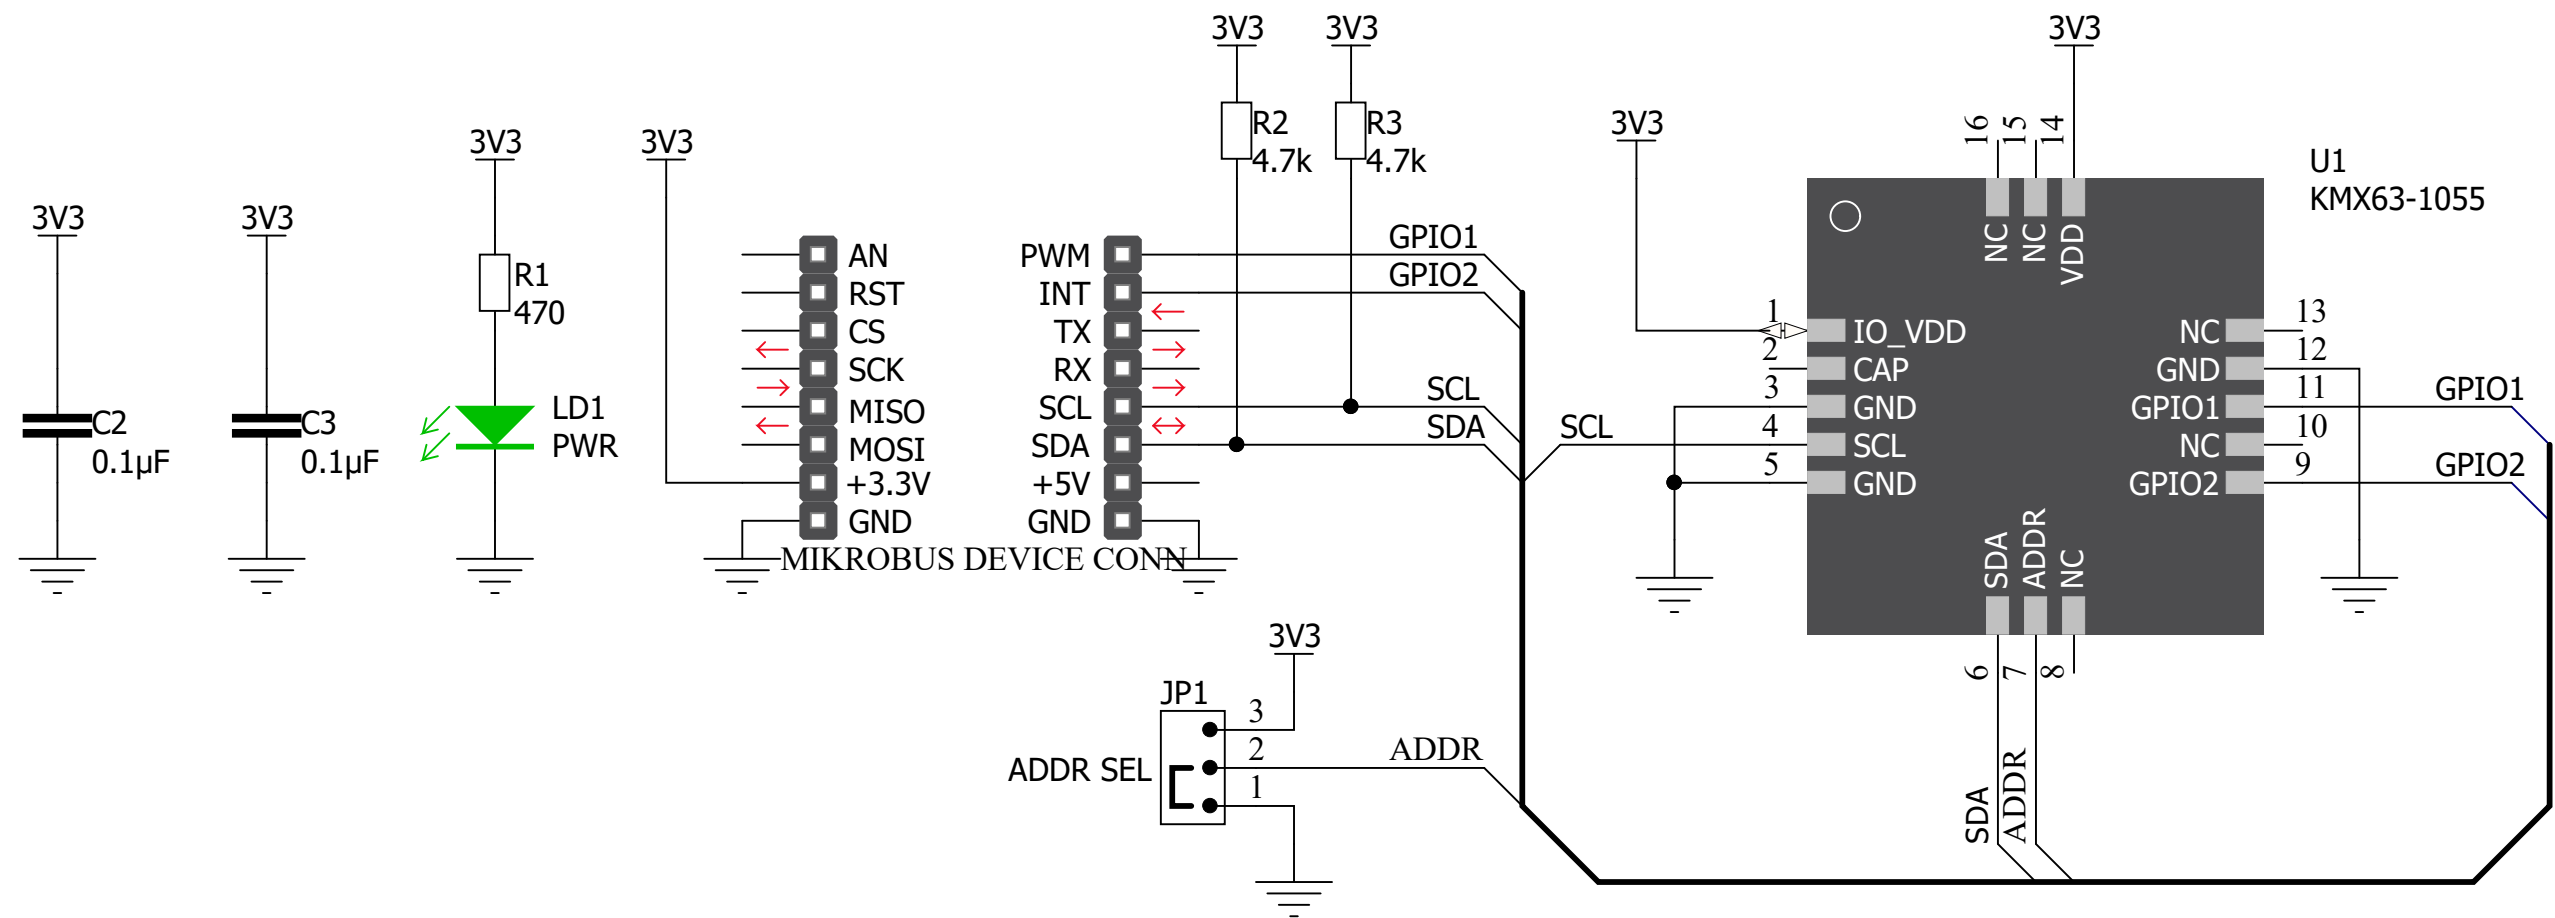 3V3
C2
0.1µF
3V3
C3
0.1µF
3V3
R1
470
LD1
PWR
3V3
AN
RST
CS
SCK
MISO
MOSI
+3.3V
GND
PWM
INT
TX
RX
SCL
SDA
+5V
GND
MIKROBUS DEVICE CONN
3V3
R2
4.7k
3V3
R3
4.7k
GPIO1
GPIO2
SCL
SDA
SCL
3V3
3V3
U1
KMX63-1055
16
15
14
NC
NC
VDD
1
IO_VDD
2
CAP
3
GND
4
SCL
5
GND
NC
13
GND
12
GPIO1
11
NC
10
GPIO2
9
GPIO1
GPIO2
SDA
ADDR
NC
6
7
8
SDA
ADDR
3V3
JP1
ADDR SEL
3
2
1
ADDR